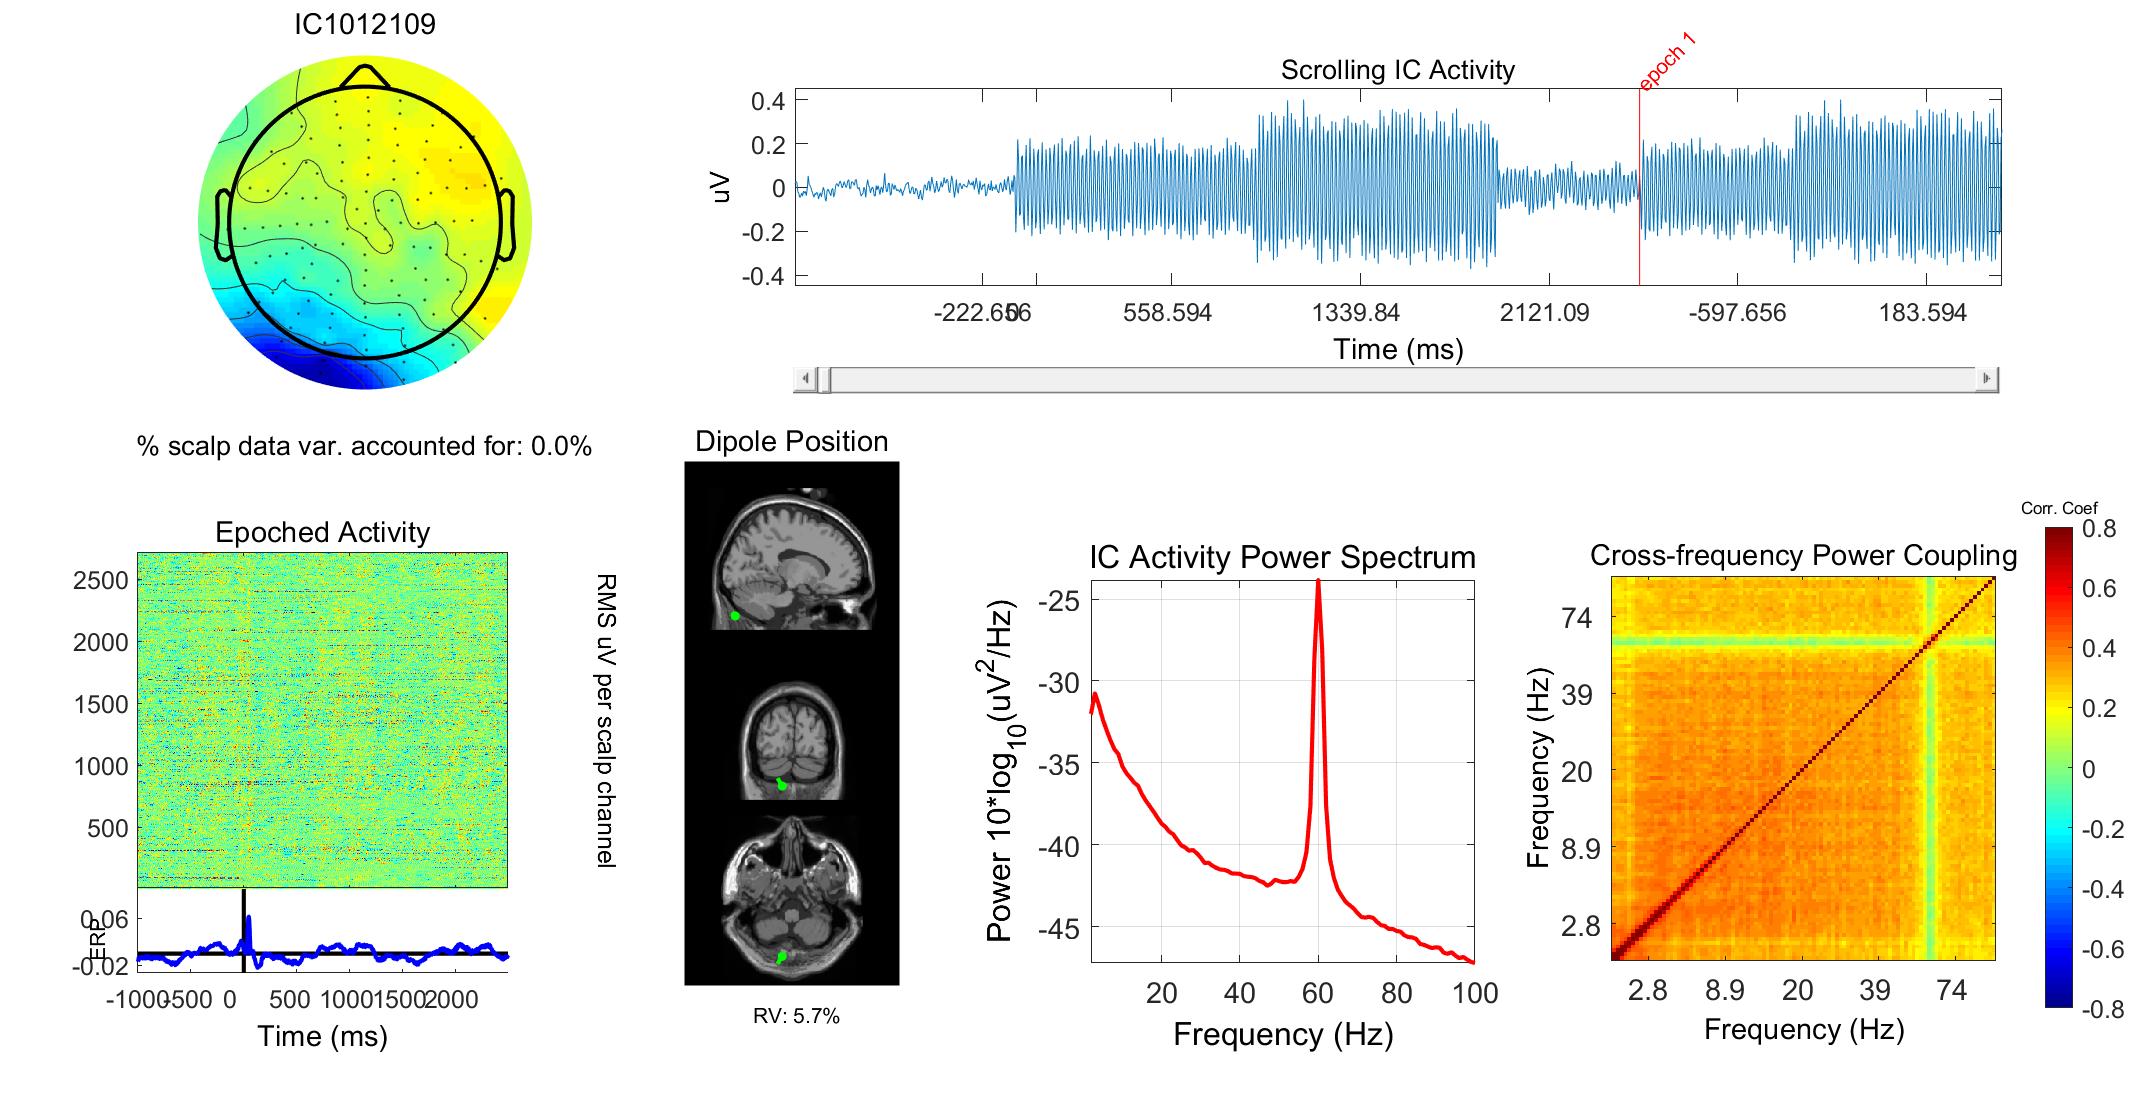 IC1012109
% scalp data var. accounted for: 0.0%
Scrolling IC Activity
epoch 1
uV
0.4
0.2
0
-0.2
-0.4
-222.656
0
558.594
1339.84
2121.09
-597.656
183.594
Time (ms)
Epoched Activity
2500
2000
1500
1000
500
RMS uV per scalp channel
ERP
0.06
-0.02
-1000 -500 0 500 1000 1500 2000
Time (ms)
Dipole Position
RV: 5.7%
IC Activity Power Spectrum
Power 10*log10(uV2/Hz)
-25
-30
-35
-40
-45
20 40 60 80 100
Frequency (Hz)
Cross-frequency Power Coupling
Frequency (Hz)
74
39
20
8.9
2.8
2.8 8.9 20 39 74
Frequency (Hz)
Corr. Coef
0.8
0.6
0.4
0.2
0
-0.2
-0.4
-0.6
-0.8